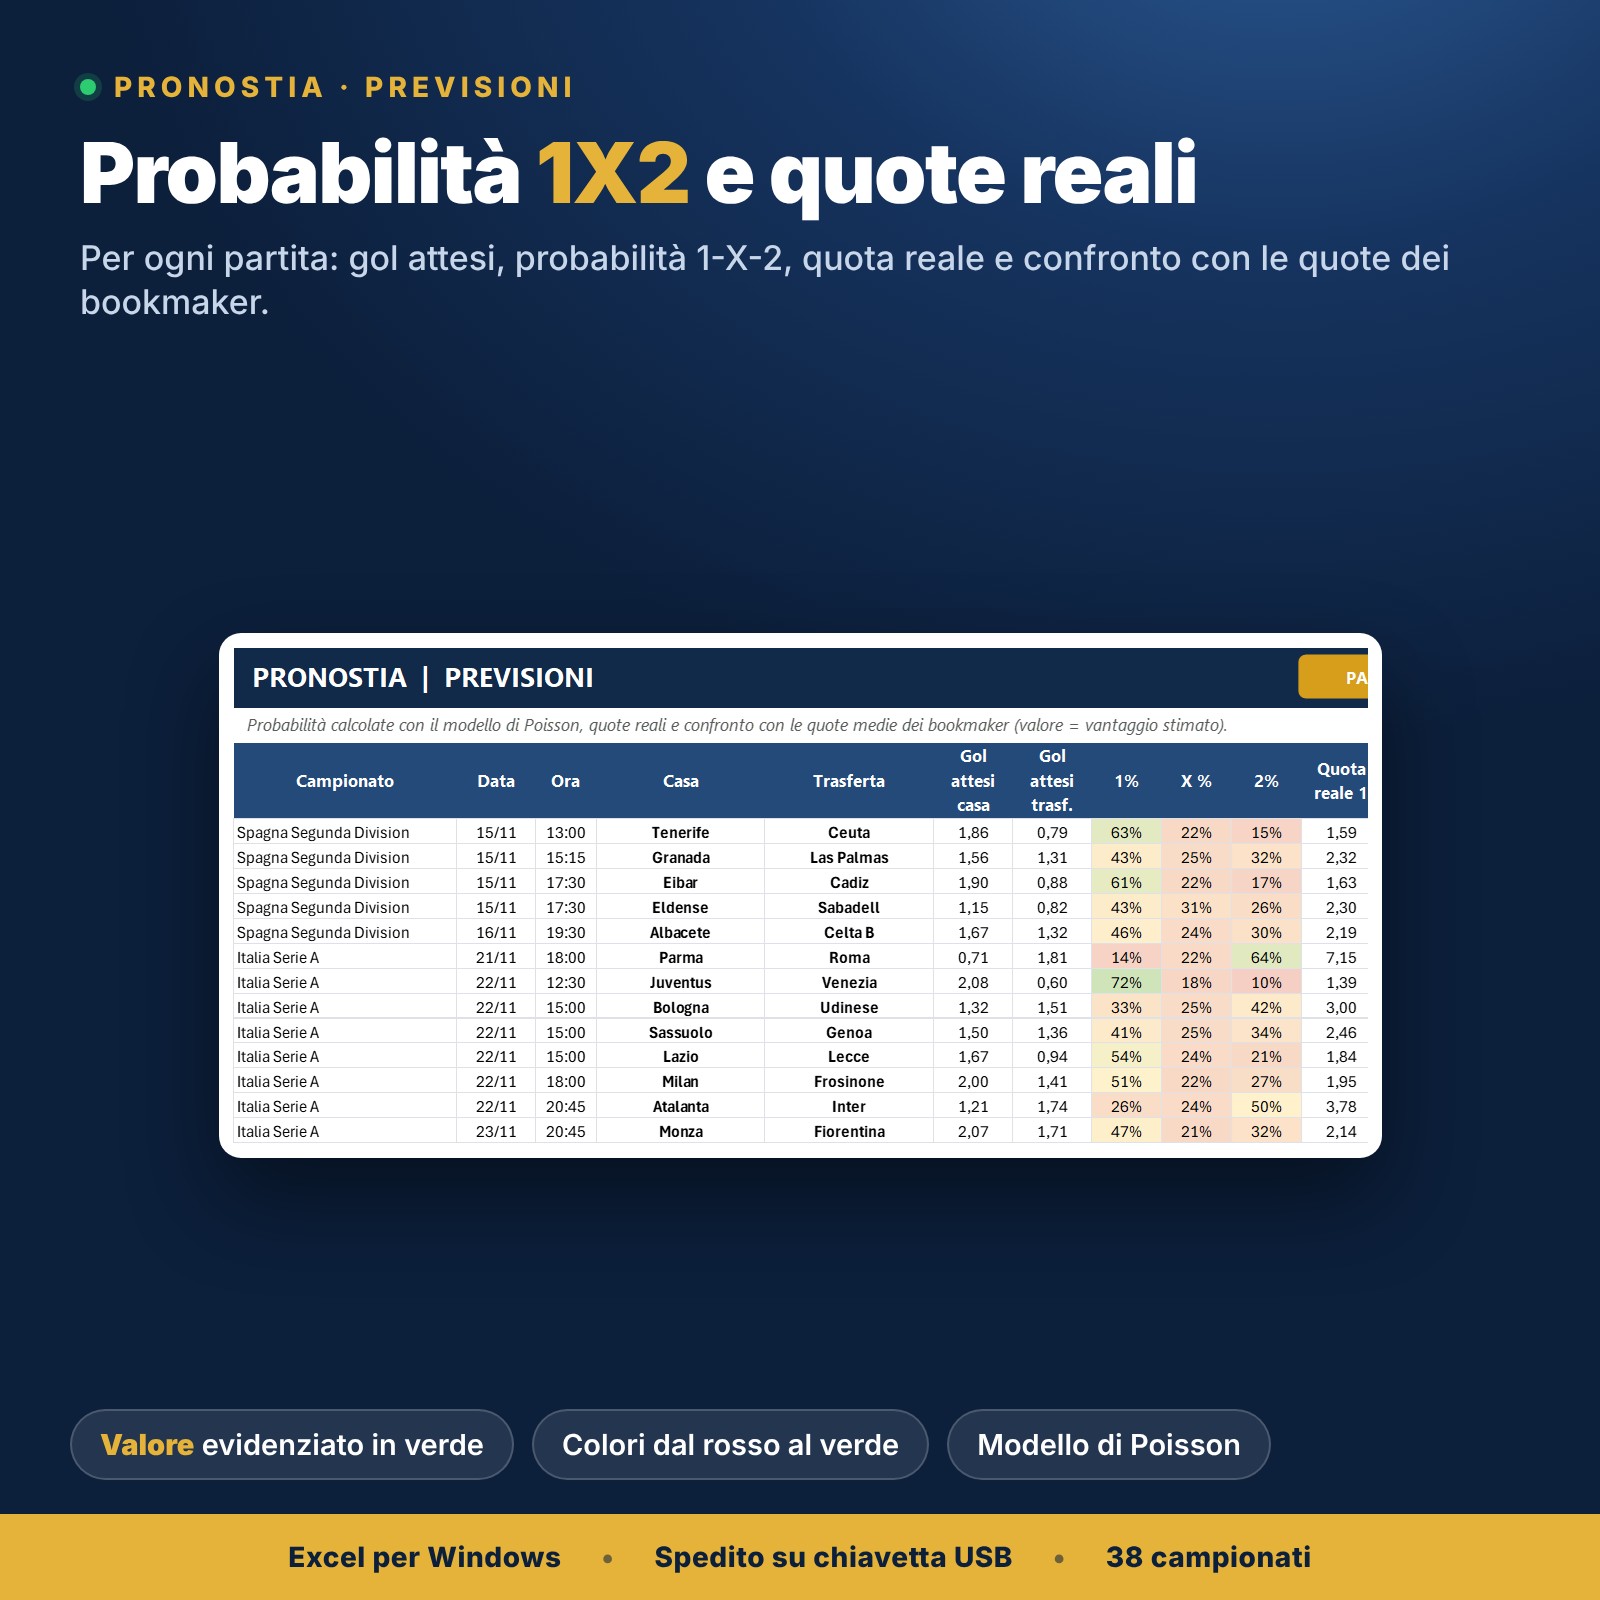 PRONOSTIA · PREVISIONI
Probabilità 1X2 e quote reali
Per ogni partita: gol attesi, probabilità 1-X-2, quota reale e confronto con le quote dei
bookmaker.
PRONOSTIA | PREVISIONI PA
Probabilità calcolate con il modello di Poisson, quote reali e confronto con le quote medie dei bookmaker (valore = vantaggio stimato).
Campionato Data Ora Casa Trasferta Gol attesi casa Gol attesi trasf. 1% X % 2% Quota reale 1
Spagna Segunda Division 15/11 13:00 Tenerife Ceuta 1,86 0,79 63% 22% 15% 1,59
Spagna Segunda Division 15/11 15:15 Granada Las Palmas 1,56 1,31 43% 25% 32% 2,32
Spagna Segunda Division 15/11 17:30 Eibar Cadiz 1,90 0,88 61% 22% 17% 1,63
Spagna Segunda Division 15/11 17:30 Eldense Sabadell 1,15 0,82 43% 31% 26% 2,30
Spagna Segunda Division 16/11 19:30 Albacete Celta B 1,67 1,32 46% 24% 30% 2,19
Italia Serie A 21/11 18:00 Parma Roma 0,71 1,81 14% 22% 64% 7,15
Italia Serie A 22/11 12:30 Juventus Venezia 2,08 0,60 72% 18% 10% 1,39
Italia Serie A 22/11 15:00 Bologna Udinese 1,32 1,51 33% 25% 42% 3,00
Italia Serie A 22/11 15:00 Sassuolo Genoa 1,50 1,36 41% 25% 34% 2,46
Italia Serie A 22/11 15:00 Lazio Lecce 1,67 0,94 54% 24% 21% 1,84
Italia Serie A 22/11 18:00 Milan Frosinone 2,00 1,41 51% 22% 27% 1,95
Italia Serie A 22/11 20:45 Atalanta Inter 1,21 1,74 26% 24% 50% 3,78
Italia Serie A 23/11 20:45 Monza Fiorentina 2,07 1,71 47% 21% 32% 2,14
Valore evidenziato in verde Colori dal rosso al verde Modello di Poisson
Excel per Windows • Spedito su chiavetta USB • 38 campionati